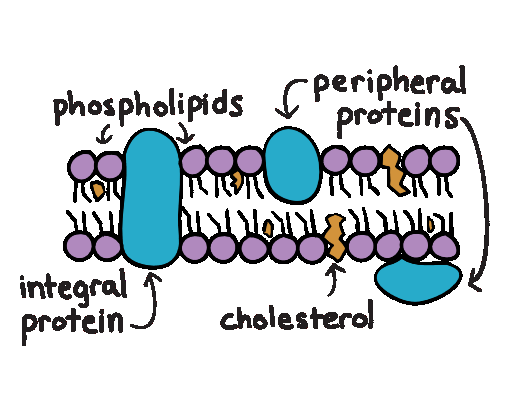 phospholipids
peripheral
proteins
integral
protein
cholesterol